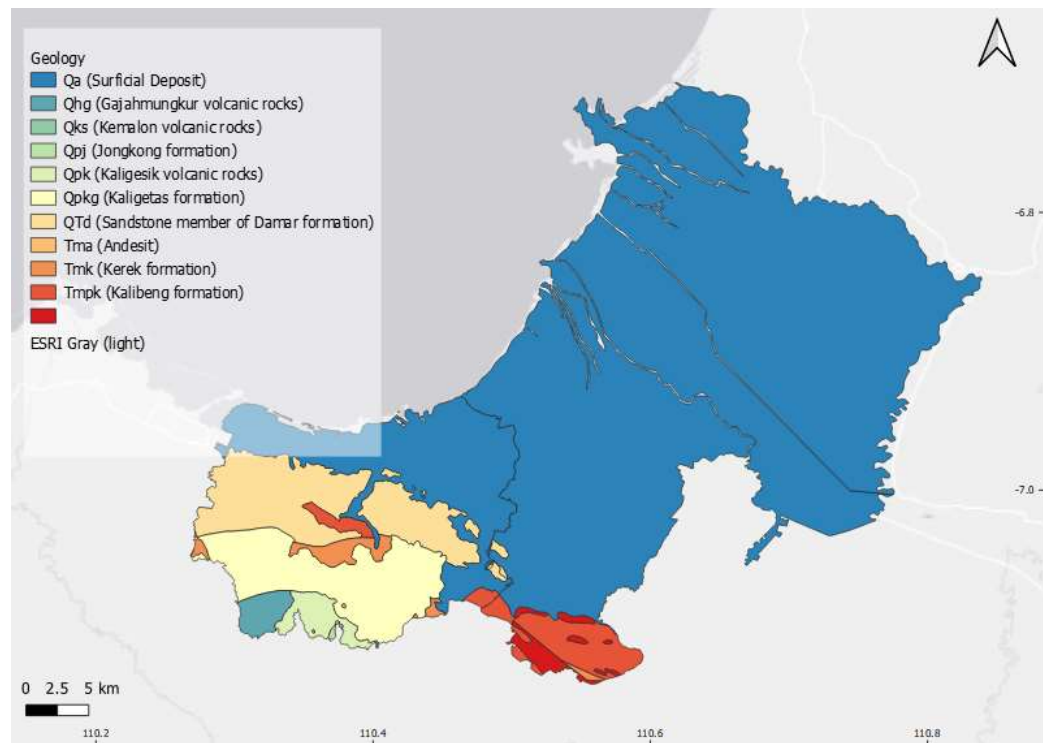 Geology
Qa (Surficial Deposit)
Qhg (Gajahmungkur volcanic rocks)
Qks (Kemalon volcanic rocks)
Qpj (Jongkong formation)
Qpk (Kaligesik volcanic rocks)
Qpkg (Kaligetas formation)
QTd (Sandstone member of Damar formation)
Tma (Andesit)
Tmk (Kerek formation)
Tmpk (Kalibeng formation)
ESRI Gray (light)
-6.8
-7.0
0 2.5 5 km
110.2 110.4 110.6 110.8